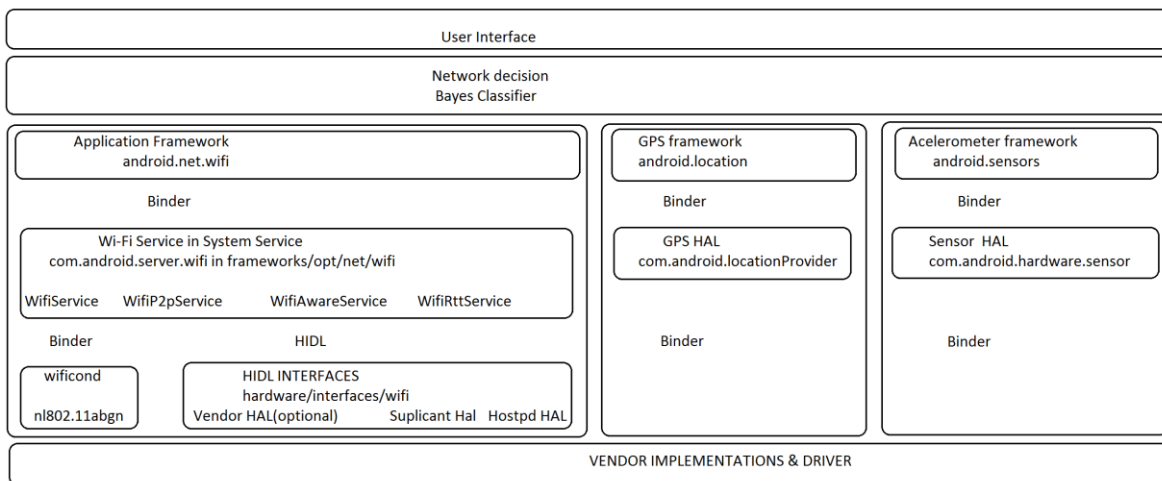 User Interface
Network decision
Bayes Classifier
Application Framework
android.net.wifi
Binder
Wi-Fi Service in System Service
com.android.server.wifi in frameworks/opt/net/wifi
WifiService WifiP2pService WifiAwareService WifiRttService
Binder HIDL
wificond
nl802.11abgn
HIDL INTERFACES
hardware/interfaces/wifi
Vendor HAL(optional) Suplicant Hal Hostpd HAL
GPS framework
android.location
Binder
GPS HAL
com.android.locationProvider
Binder
Acelerometer framework
android.sensors
Binder
Sensor HAL
com.android.hardware.sensor
Binder
VENDOR IMPLEMENTATIONS & DRIVER